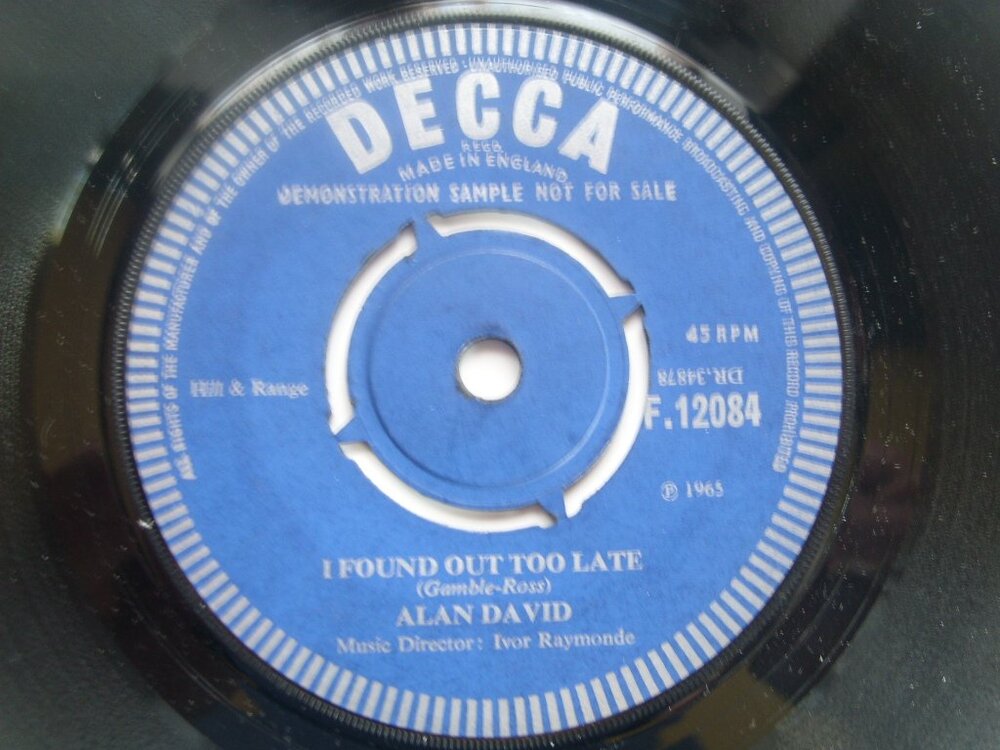 ALL RIGHTS OF THE MANUFACTURER AND OF THE OWNER OF THE RECORDED WORK RESERVED · UNAUTHORISED PUBLIC PERFORMANCE BROADCASTING AND COPYING OF THIS RECORD PROHIBITED
DECCA
REGD.
MADE IN ENGLAND
DEMONSTRATION SAMPLE NOT FOR SALE
45 RPM
DR.34878
Hill & Range
F.12084
℗ 1965
I FOUND OUT TOO LATE
(Gamble-Ross)
ALAN DAVID
Music Director: Ivor Raymonde